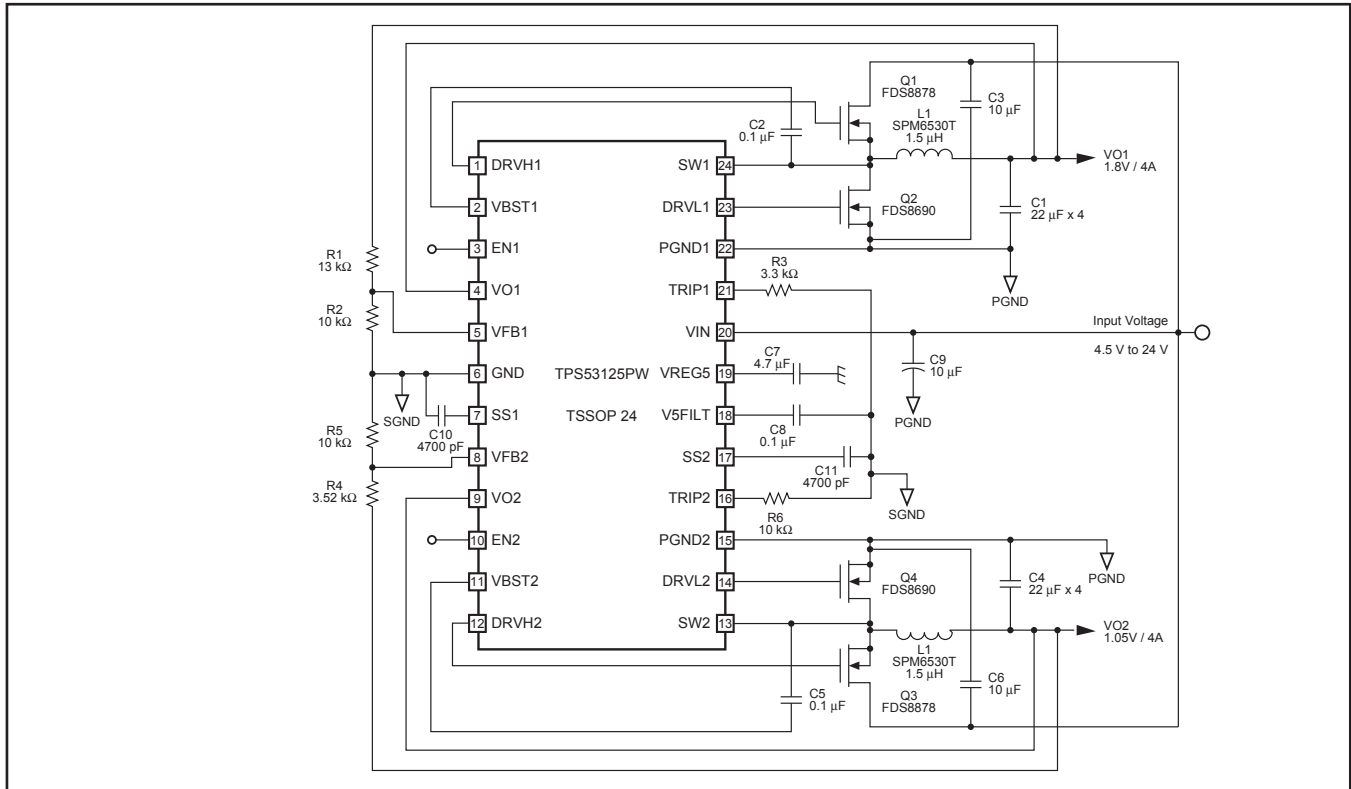 Q1
FDS8878
C3
10 µF
L1
SPM6530T
1.5 µH
C2
0.1 µF
VO1
1.8V / 4A
1 DRVH1
SW1 24
2 VBST1
DRVL1 23
Q2
FDS8690
C1
22 µF x 4
3 EN1
PGND1 22
R1
13 kΩ
R3
3.3 kΩ
4 VO1
TRIP1 21
PGND
R2
10 kΩ
5 VFB1
VIN 20
Input Voltage
4.5 V to 24 V
C7
4.7 µF
C9
10 µF
6 GND
TPS53125PW
VREG5 19
SGND
7 SS1
TSSOP 24
V5FILT 18
PGND
C10
4700 pF
C8
0.1 µF
R5
10 kΩ
8 VFB2
SS2 17
C11
4700 pF
R4
3.52 kΩ
9 VO2
TRIP2 16
SGND
R6
10 kΩ
10 EN2
PGND2 15
PGND
Q4
FDS8690
C4
22 µF x 4
11 VBST2
DRVL2 14
12 DRVH2
SW2 13
VO2
1.05V / 4A
L1
SPM6530T
1.5 µH
C6
10 µF
C5
0.1 µF
Q3
FDS8878